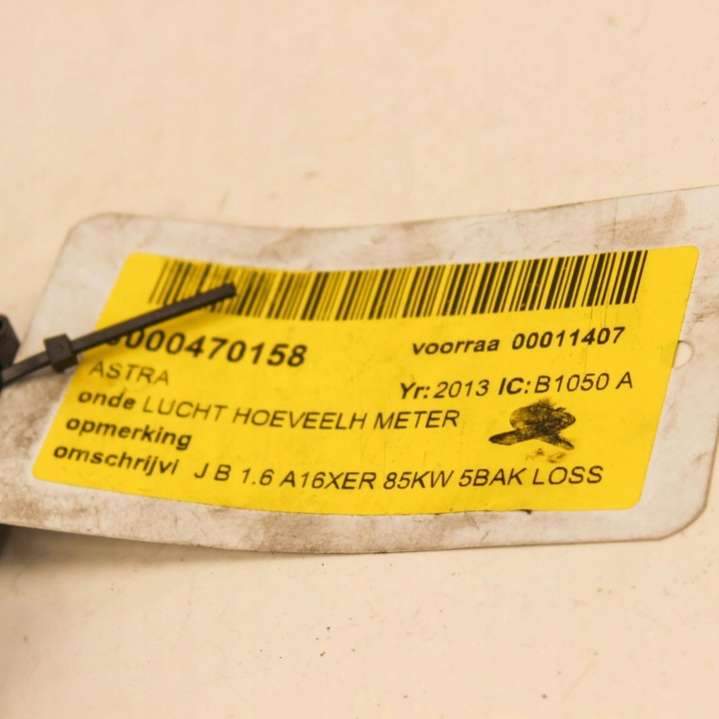 0000470158 voorraa 00011407
ASTRA Yr: 2013 IC: B1050 A
onde LUCHT HOEVEELH METER
opmerking
omschrijvi J B 1.6 A16XER 85KW 5BAK LOSS